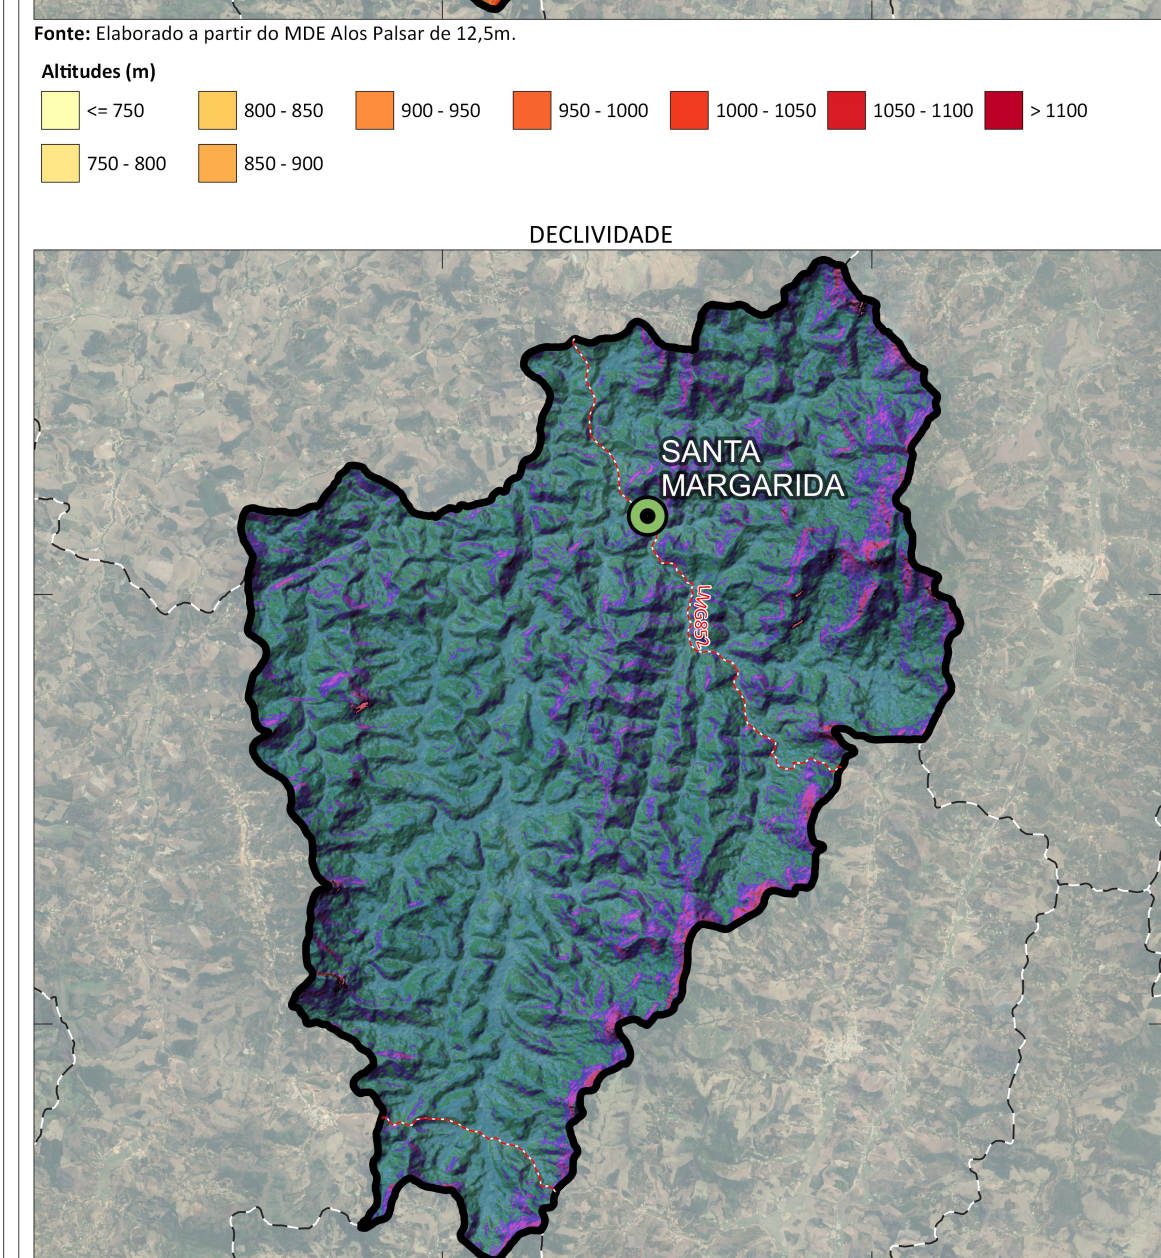 Fonte: Elaborado a partir do MDE Alos Palsar de 12,5m.
Altitudes (m)
<= 750
800 - 850
900 - 950
950 - 1000
1000 - 1050
1050 - 1100
> 1100
750 - 800
850 - 900
DECLIVIDADE
SANTA
MARGARIDA
LMG852